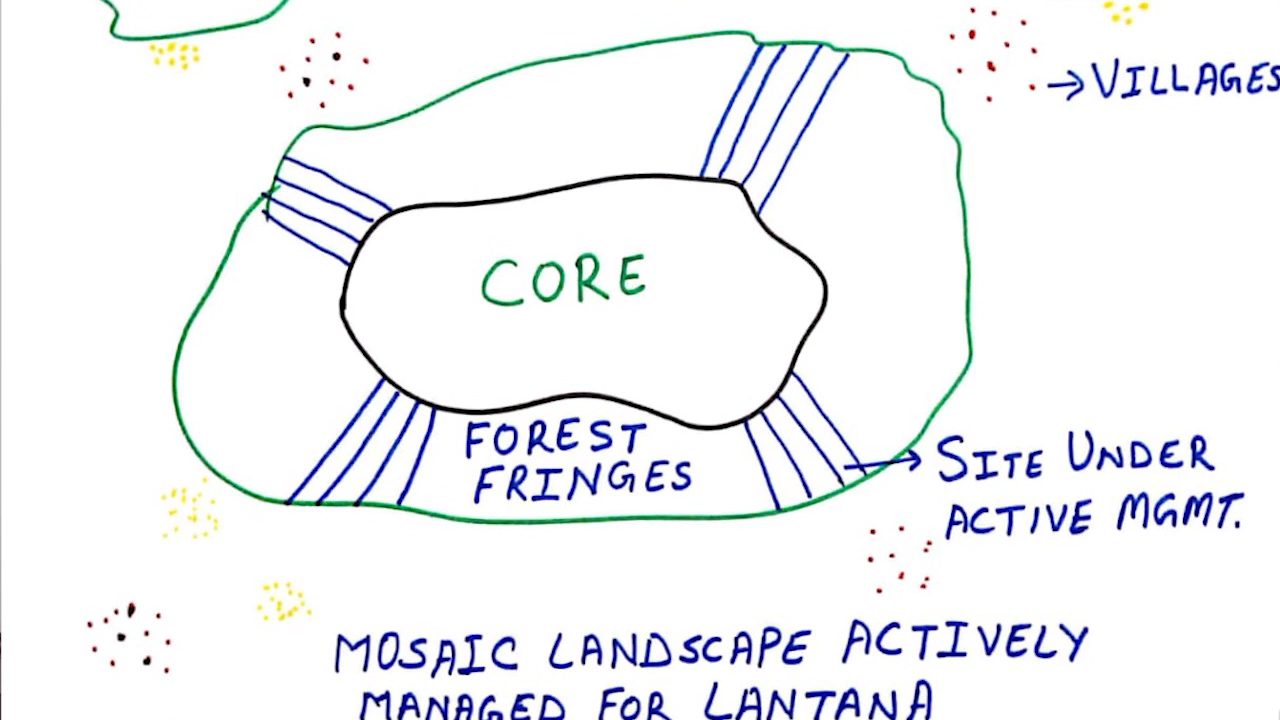 → VILLAGES
CORE
FOREST
FRINGES
SITE UNDER
ACTIVE MGMT.
MOSAIC LANDSCAPE ACTIVELY
MANAGED FOR LANTANA